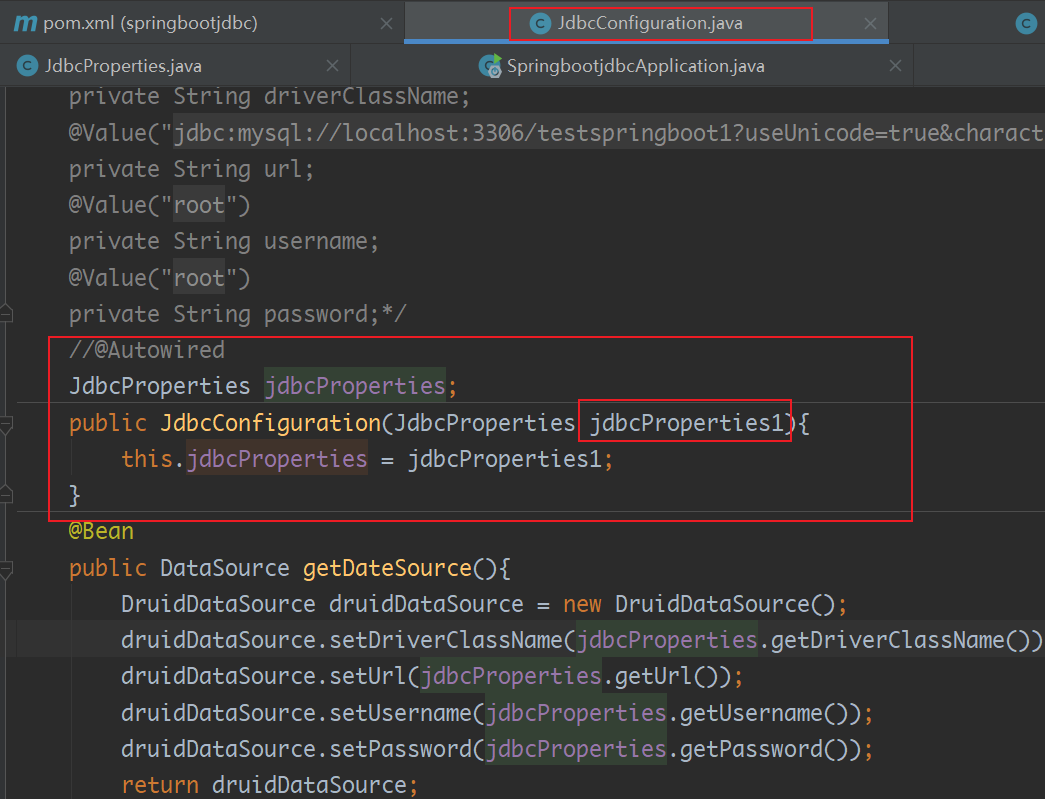 m pom.xml (springbootjdbc)
C JdbcConfiguration.java
C
C JdbcProperties.java
SpringbootjdbcApplication.java
private String driverClassName;
@Value("jdbc:mysql://localhost:3306/testspringboot1?useUnicode=true&charact
private String url;
@Value("root")
private String username;
@Value("root")
private String password;*/
//@Autowired
JdbcProperties jdbcProperties;
public JdbcConfiguration(JdbcProperties jdbcProperties1){
this.jdbcProperties = jdbcProperties1;
}
@Bean
public DataSource getDateSource(){
DruidDataSource druidDataSource = new DruidDataSource();
druidDataSource.setDriverClassName(jdbcProperties.getDriverClassName())
druidDataSource.setUrl(jdbcProperties.getUrl());
druidDataSource.setUsername(jdbcProperties.getUsername());
druidDataSource.setPassword(jdbcProperties.getPassword());
return druidDataSource;